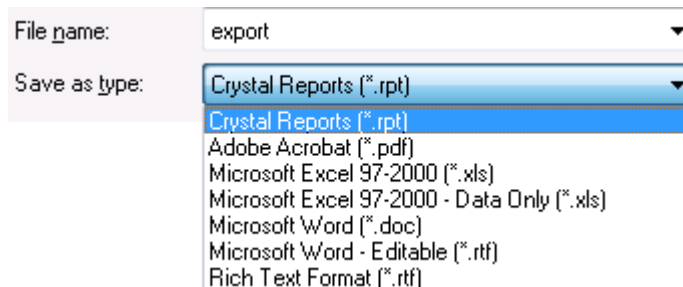 File name: export
Save as type: Crystal Reports (*.rpt)
Crystal Reports (*.rpt)
Adobe Acrobat (*.pdf)
Microsoft Excel 97-2000 (*.xls)
Microsoft Excel 97-2000 - Data Only (*.xls)
Microsoft Word (*.doc)
Microsoft Word - Editable (*.rtf)
Rich Text Format (*.rtf)